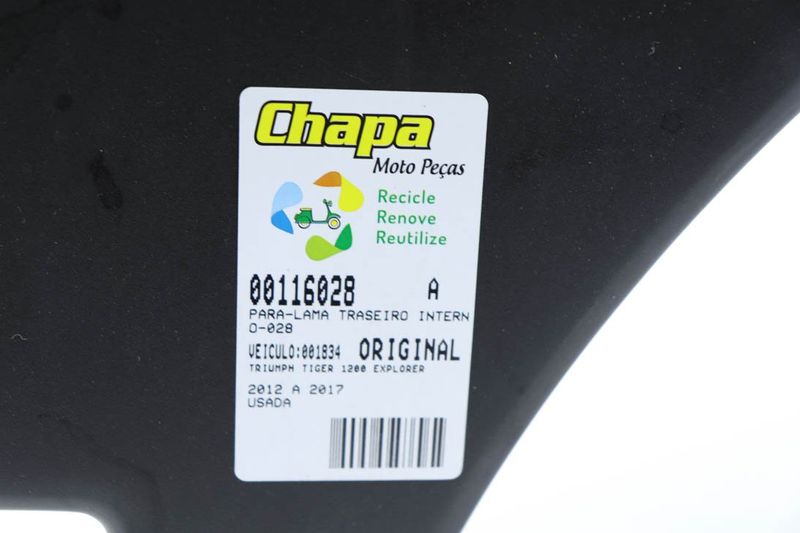 Chapa
Moto Peças
Recicle
Renove
Reutilize
00116028 A
PARA-LAMA TRASEIRO INTERN
O-028
VEICULO:001834 ORIGINAL
TRIUMPH TIGER 1200 EXPLORER
2012 A 2017
USADA